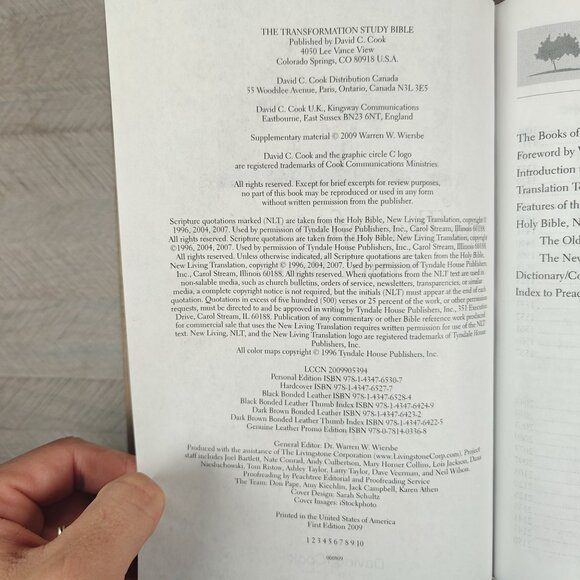 THE TRANSFORMATION STUDY BIBLE
Published by David C. Cook
4050 Lee Vance View
Colorado Springs, CO 80918 U.S.A.
David C. Cook Distribution Canada
55 Woodslee Avenue, Paris, Ontario, Canada N3L 3E5
David C. Cook U.K., Kingsway Communications
Eastbourne, East Sussex BN23 6NT, England
Supplementary material © 2009 Warren W. Wiersbe
David C. Cook and the graphic circle C logo
are registered trademarks of Cook Communications Ministries.
All rights reserved. Except for brief excerpts for review purposes,
no part of this book may be reproduced or used in any form
without written permission from the publisher.
Scripture quotations marked (NLT) are taken from the Holy Bible, New Living Translation, copyright ©
1996, 2004, 2007. Used by permission of Tyndale House Publishers, Inc., Carol Stream, Illinois 60188.
All rights reserved. Scripture quotations are taken from the Holy Bible, New Living Translation, copyright
© 1996, 2004, 2007. Used by permission of Tyndale House Publishers, Inc., Carol Stream, Illinois 60188.
All rights reserved. Unless otherwise indicated, all Scripture quotations are taken from the Holy Bible,
New Living Translation, copyright © 1996, 2004, 2007. Used by permission of Tyndale House Publishers,
Inc., Carol Stream, Illinois 60188. All rights reserved. When quotations from the NLT text are used in
non-salable media, such as church bulletins, orders of service, newsletters, transparencies, or similar
media, a complete copyright notice is not required, but the initials (NLT) must appear at the end of each
quotation. Quotations in excess of five hundred (500) verses or 25 percent of the work, or other permission
requests, must be directed to and approved in writing by Tyndale House Publishers, Inc., 351 Executive
Drive, Carol Stream, IL 60188. Publication of any commentary or other Bible reference work produced
for commercial sale that uses the New Living Translation requires written permission for use of the NLT
text. New Living, NLT, and the New Living Translation logo are registered trademarks of Tyndale House
Publishers, Inc.
All color maps copyright © 1996 Tyndale House Publishers, Inc.
LCCN 2009905394
Personal Edition ISBN 978-1-4347-6530-7
Hardcover ISBN 978-1-4347-6527-7
Black Bonded Leather ISBN 978-1-4347-6528-4
Black Bonded Leather Thumb Index ISBN 978-1-4347-6424-9
Dark Brown Bonded Leather ISBN 978-1-4347-6423-2
Dark Brown Bonded Leather Thumb Index ISBN 978-1-4347-6422-5
Genuine Leather Promo Edition ISBN 978-0-7814-0336-8
General Editor: Dr. Warren W. Wiersbe
Produced with the assistance of The Livingstone Corporation (www.LivingstoneCorp.com). Project
staff includes Joel Bartlett, Nate Conrad, Andy Culbertson, Mary Horner Collins, Lois Jackson, Dana
Niesluchowski, Tom Ristow, Ashley Taylor, Larry Taylor, Dave Veerman, and Neil Wilson.
Proofreading by Peachtree Editorial and Proofreading Service
The Team: Don Pape, Amy Kiechlin, Jack Campbell, Karen Athen
Cover Design: Sarah Schultz
Cover Images: iStockphoto
Printed in the United States of America
First Edition 2009
1 2 3 4 5 6 7 8 9 10
060809
The Books of
Foreword by
Introduction
Translation
Features of the
Holy Bible,
The Old
The New
Dictionary/
Index to